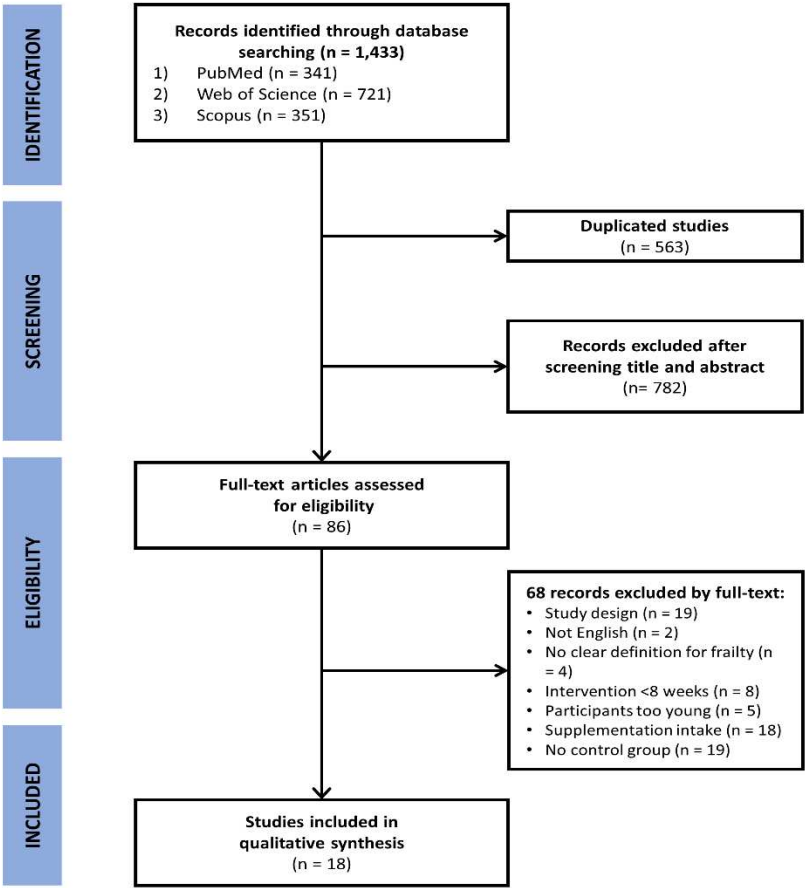 IDENTIFICATION
Records identified through database
searching (n = 1,433)
1) PubMed (n = 341)
2) Web of Science (n = 721)
3) Scopus (n = 351)
SCREENING
Duplicated studies
(n = 563)
Records excluded after
screening title and abstract
(n= 782)
ELIGIBILITY
Full-text articles assessed
for eligibility
(n = 86)
68 records excluded by full-text:
• Study design (n = 19)
• Not English (n = 2)
• No clear definition for frailty (n
= 4)
• Intervention <8 weeks (n = 8)
• Participants too young (n = 5)
• Supplementation intake (n = 18)
• No control group (n = 19)
INCLUDED
Studies included in
qualitative synthesis
(n = 18)